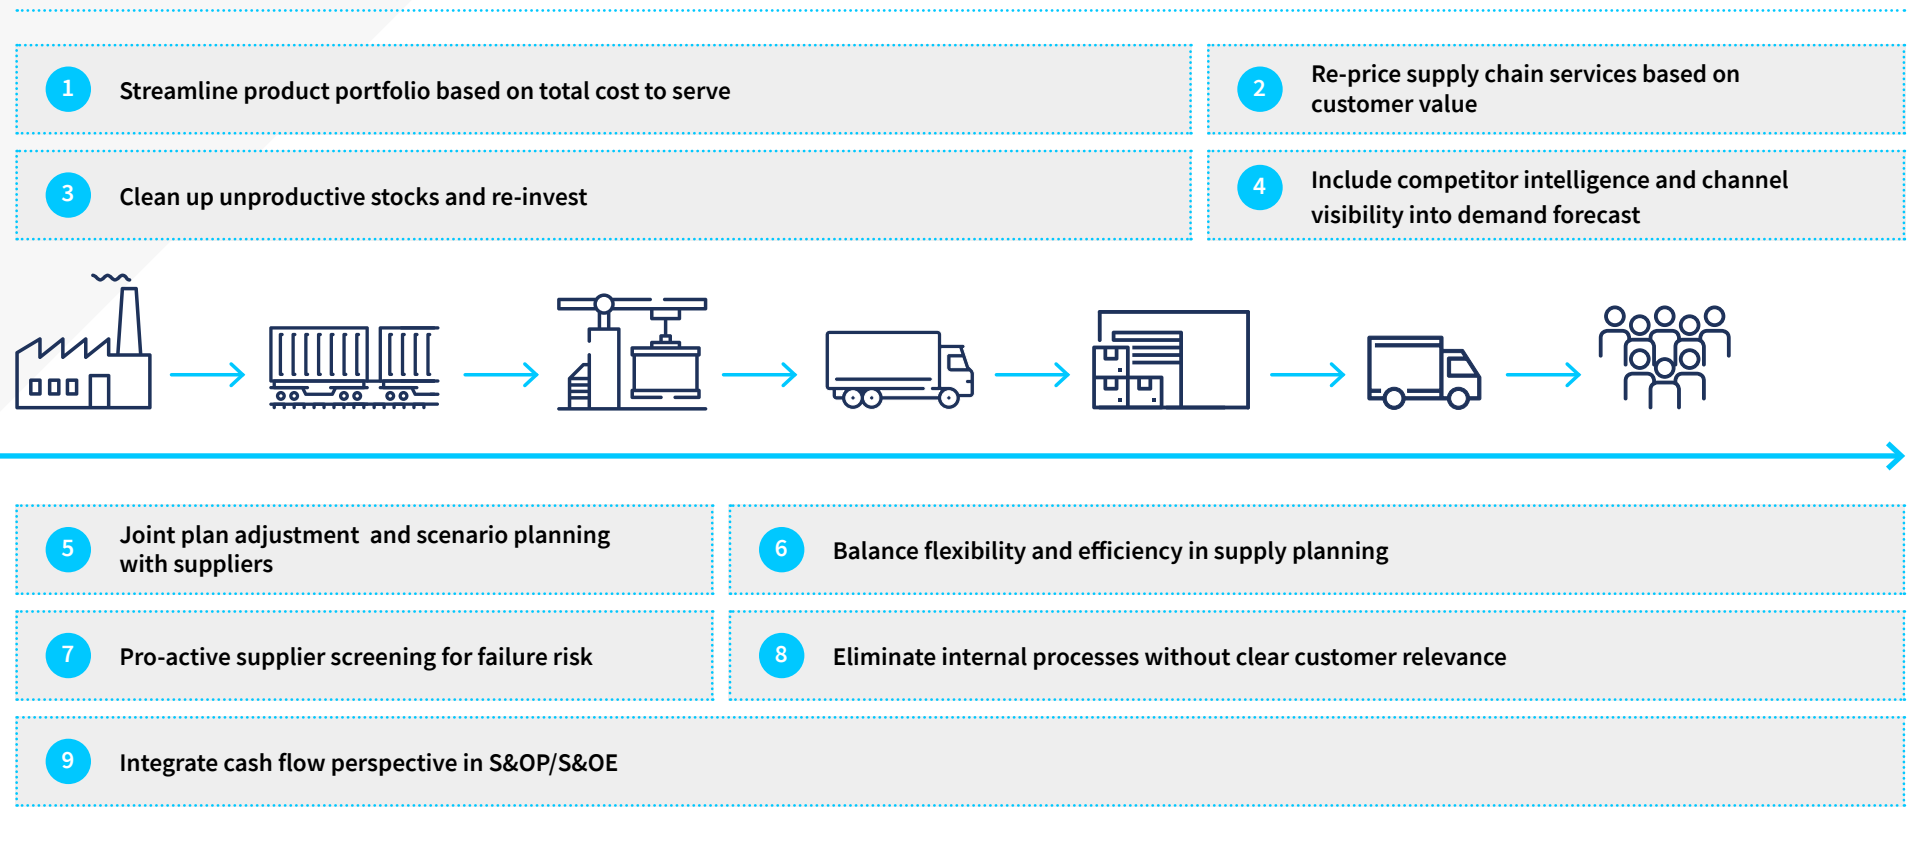 1
Streamline product portfolio based on total cost to serve
2
Re-price supply chain services based on
customer value
3
Clean up unproductive stocks and re-invest
4
Include competitor intelligence and channel
visibility into demand forecast
5
Joint plan adjustment  and scenario planning
with suppliers
6
Balance flexibility and efficiency in supply planning
7
Pro-active supplier screening for failure risk
8
Eliminate internal processes without clear customer relevance
9
Integrate cash flow perspective in S&OP/S&OE